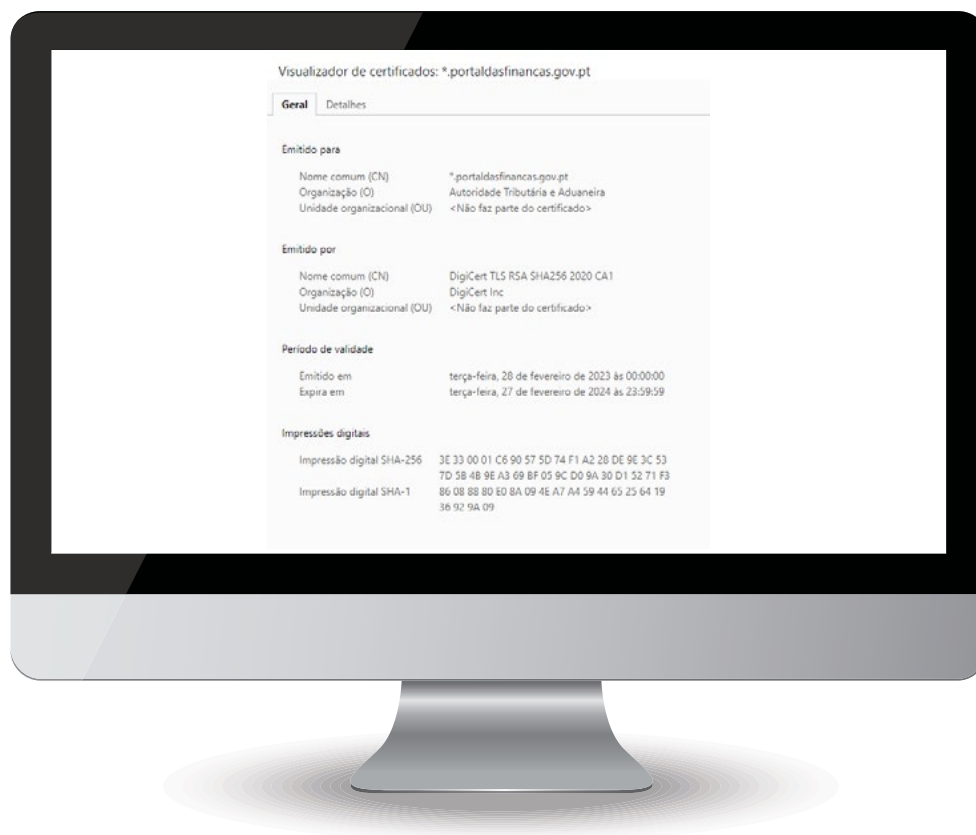 Visualizador de certificados: *.portaldasfinancas.gov.pt
Geral Detalhes
Emitido para
Nome comum (CN) *.portaldasfinancas.gov.pt
Organização (O) Autoridade Tributária e Aduaneira
Unidade organizacional (OU) <Não faz parte do certificado>
Emitido por
Nome comum (CN) DigiCert TLS RSA SHA256 2020 CA1
Organização (O) DigiCert Inc
Unidade organizacional (OU) <Não faz parte do certificado>
Período de validade
Emitido em terça-feira, 28 de fevereiro de 2023 às 00:00:00
Expira em terça-feira, 27 de fevereiro de 2024 às 23:59:59
Impressões digitais
Impressão digital SHA-256 3E 33 00 01 C6 90 57 5D 74 F1 A2 28 DE 9E 3C 53
7D 5B 4B 9E A3 69 BF 05 9C D0 9A 30 D1 52 71 F3
Impressão digital SHA-1 86 08 88 80 E0 8A 09 4E A7 A4 59 44 65 25 64 19
36 92 9A 09